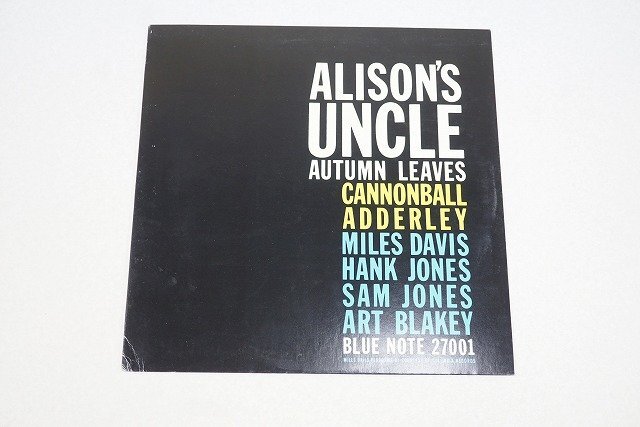 ALISON'S
UNCLE
AUTUMN LEAVES
CANNONBALL
ADDERLEY
MILES DAVIS
HANK JONES
SAM JONES
ART BLAKEY
BLUE NOTE 27001